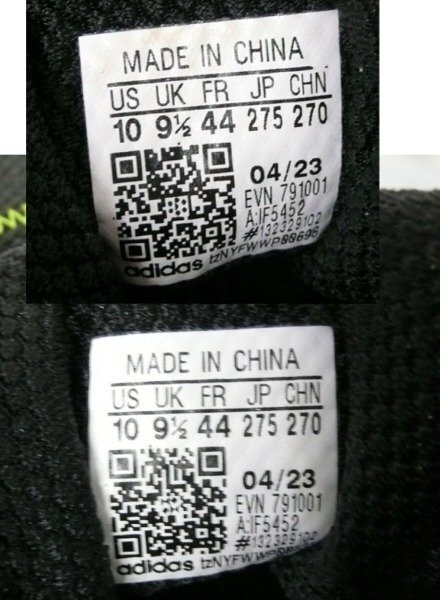 MADE IN CHINA
US UK FR JP CHN
10 9½ 44 275 270
04/23
EVN 791001
A:IF5452
#132329102
adidas
MADE IN CHINA
US UK FR JP CHN
10 9½ 44 275 270
04/23
EVN 791001
A:IF5452
#132329102
adidas